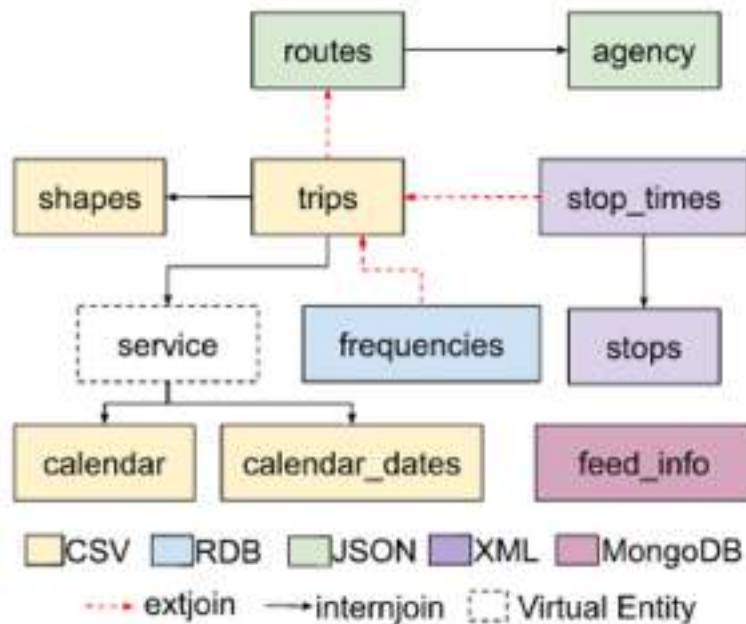 routes agency
shapes trips stop_times
service frequencies stops
calendar calendar_dates feed_info
CSV RDB JSON XML MongoDB
extjoin internjoin Virtual Entity